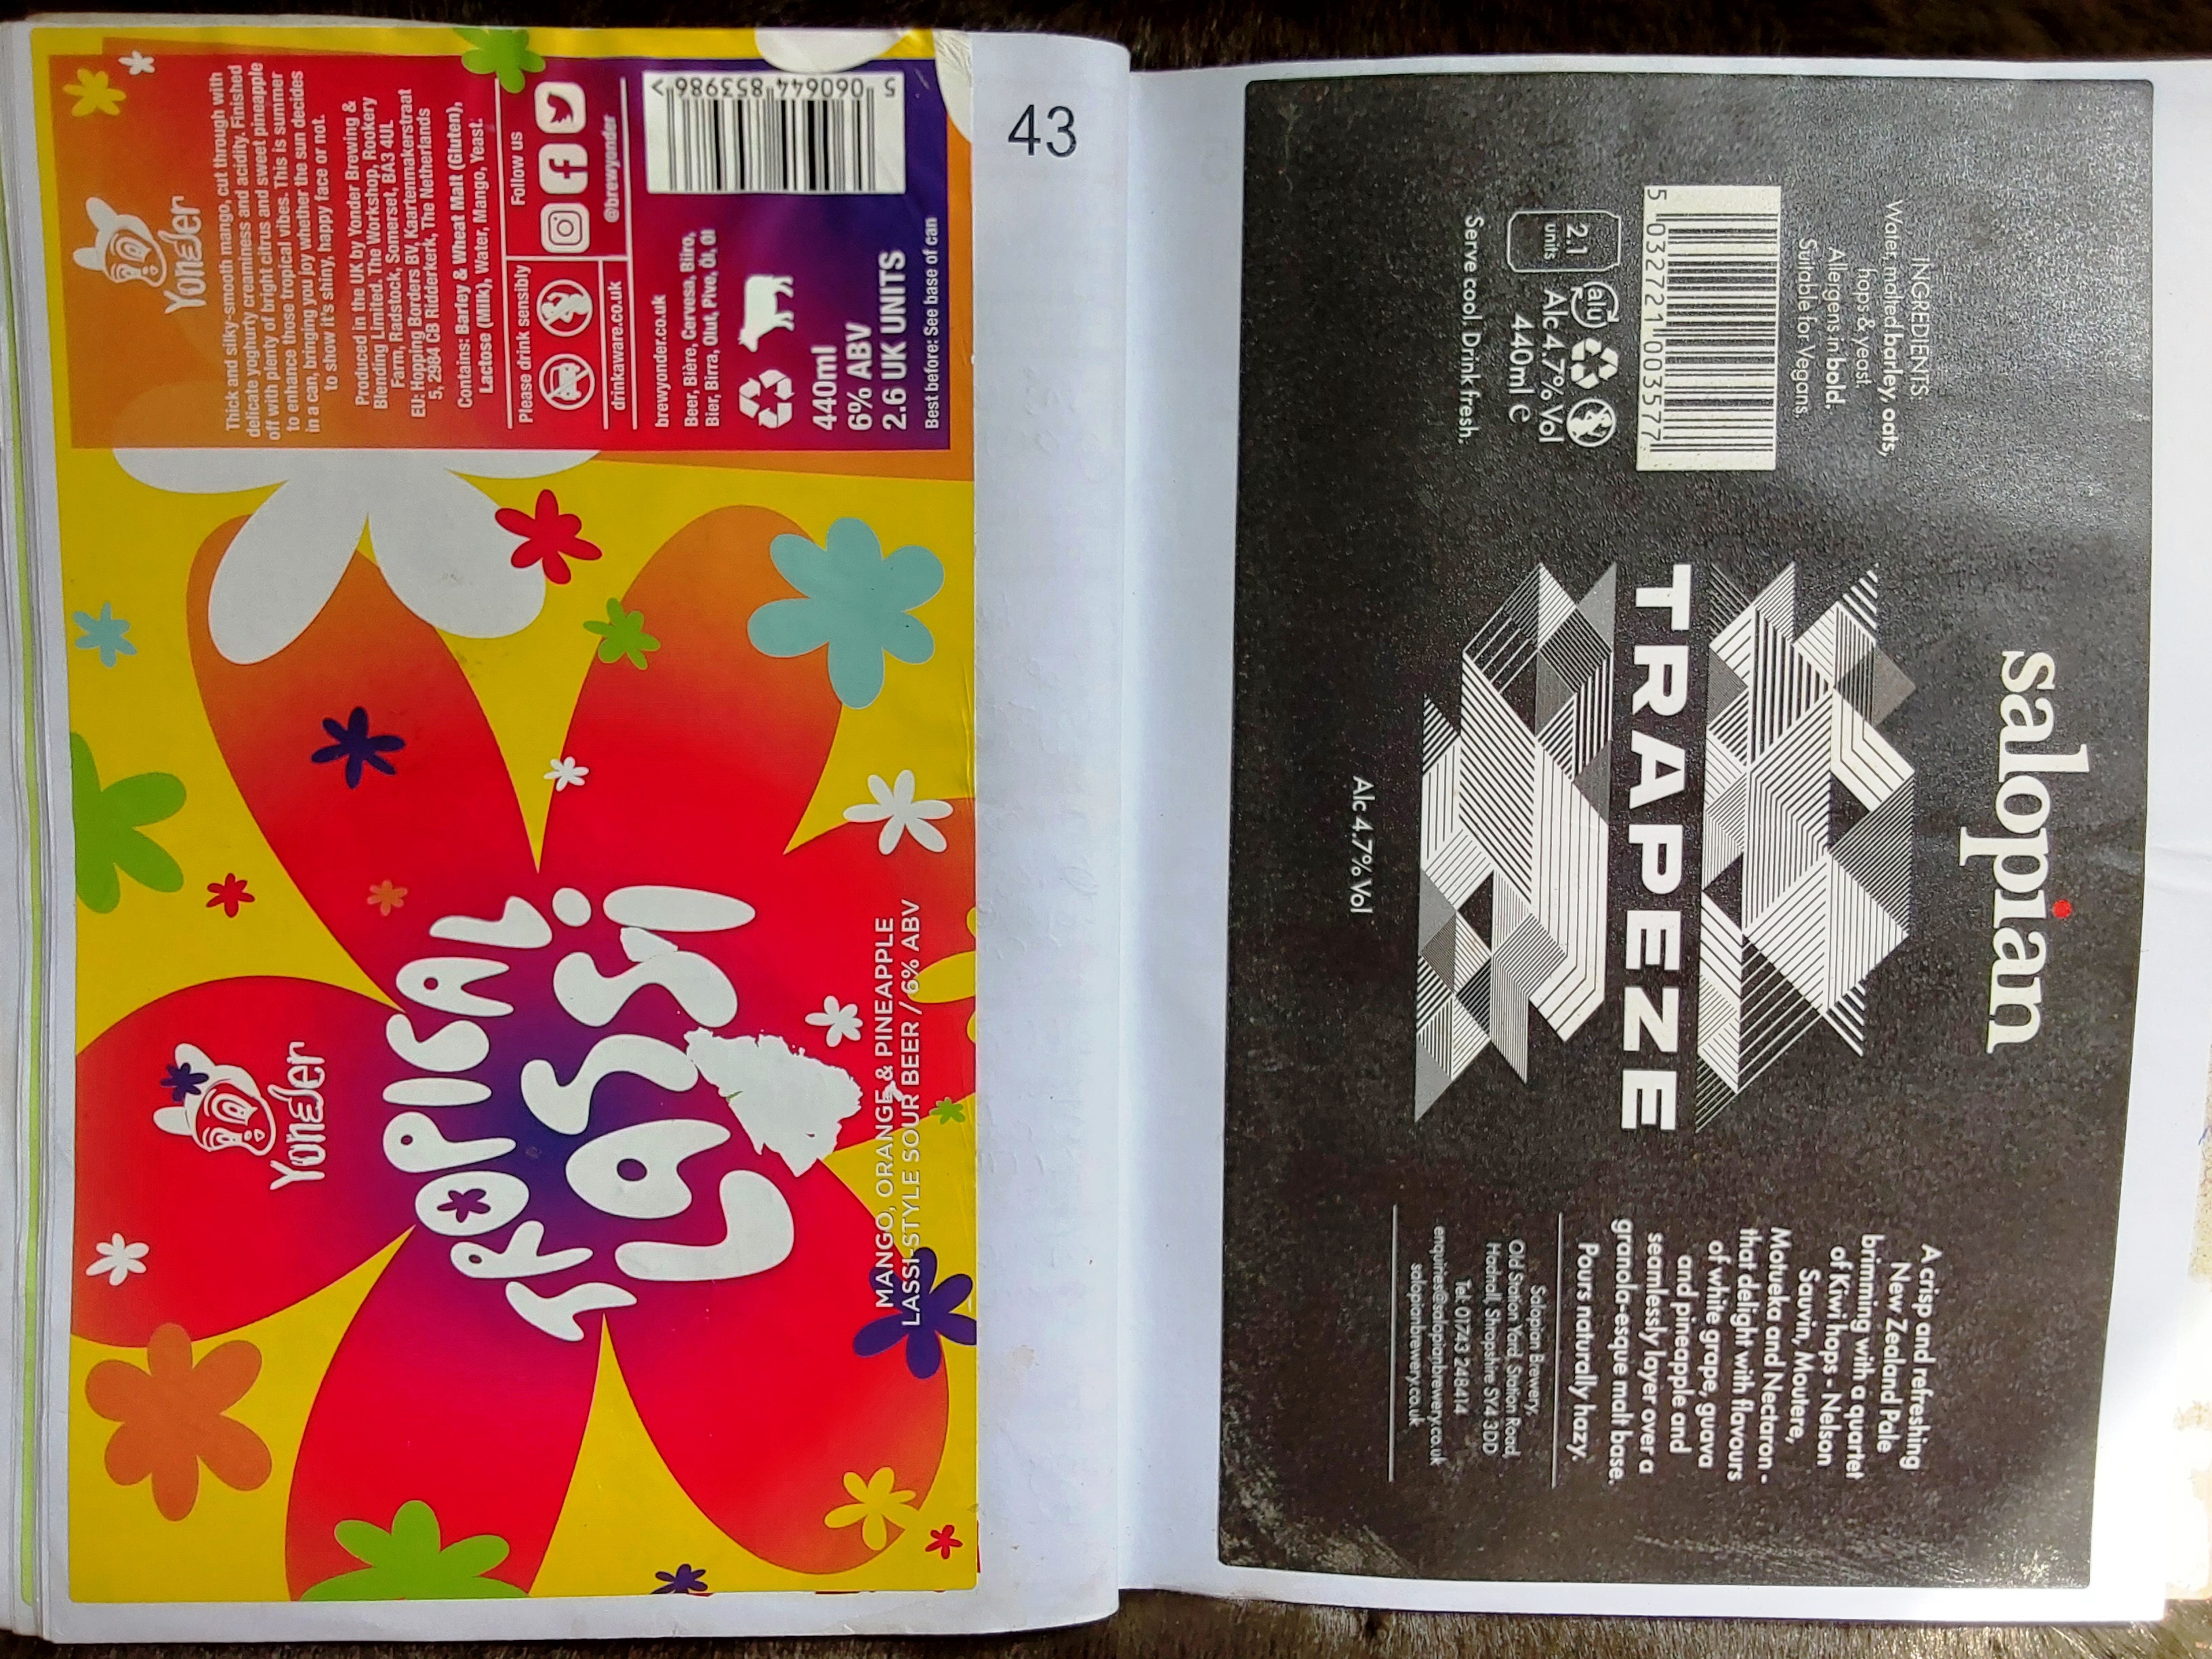 Yonder
Thick and silky-smooth mango, cut through with
delicate yoghurty creaminess and acidity. Finished
off with plenty of bright citrus and sweet pineapple
to enhance those tropical vibes. This is summer
in a can, bringing you joy whether the sun decides
to show it's shiny, happy face or not.
Produced in the UK by Yonder Brewing &
Blending Limited. The Workshop, Rookery
Farm, Radstock, Somerset, BA3 4UL
EU: Hopping Borders BV, Kaartenmakerstraat
5, 2984 CB Ridderkerk, The Netherlands
Contains: Barley & Wheat Malt (Gluten),
Lactose (Milk), Water, Mango, Yeast.
Please drink sensibly
Follow us
drinkaware.co.uk
@brewyonder
brewyonder.co.uk
Beer, Bière, Cervesa, Biiro,
Bier, Birra, Olut, Pivo, Öl, Øl
440ml
6% ABV
2.6 UK UNITS
Best before: See base of can
5 060644 853986 >
Yonder
TROPICAL
LASSI
MANGO, ORANGE & PINEAPPLE
LASSI-STYLE SOUR BEER / 6% ABV
43
INGREDIENTS
Water, malted barley, oats,
hops & yeast.
Allergens in bold.
Suitable for Vegans.
5 032721 003577
2.1
units
alu
Alc 4.7% Vol
440ml e
Serve cool. Drink fresh.
salopian
TRAPEZE
Alc 4.7% Vol
A crisp and refreshing
New Zealand Pale
brimming with a quartet
of Kiwi hops - Nelson
Sauvin, Moutere,
Motueka and Nectaron -
that delight with flavours
of white grape, guava
and pineapple and
seamlessly layer over a
granola-esque malt base.
Pours naturally hazy.
Salopian Brewery,
Old Station Yard, Station Road,
Hadnall, Shropshire SY4 3DD
Tel: 01743 248414
enquiries@salopianbrewery.co.uk
salopianbrewery.co.uk